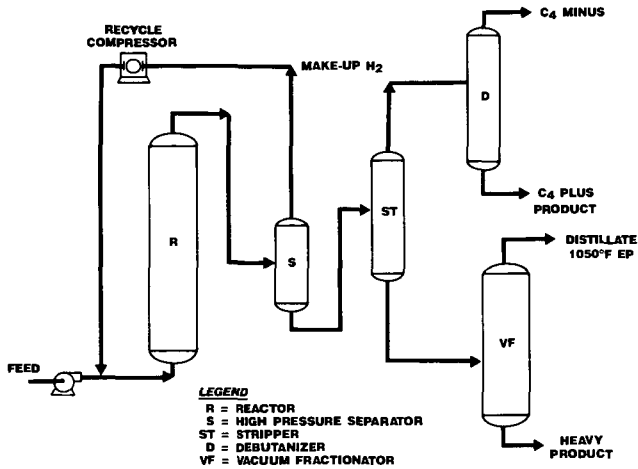 RECYCLE
COMPRESSOR
MAKE-UP H2
C4 MINUS
D
R
S
ST
C4 PLUS
PRODUCT
DISTILLATE
1050°F EP
VF
FEED
LEGEND
R = REACTOR
S = HIGH PRESSURE SEPARATOR
ST = STRIPPER
D = DEBUTANIZER
VF = VACUUM FRACTIONATOR
HEAVY
PRODUCT